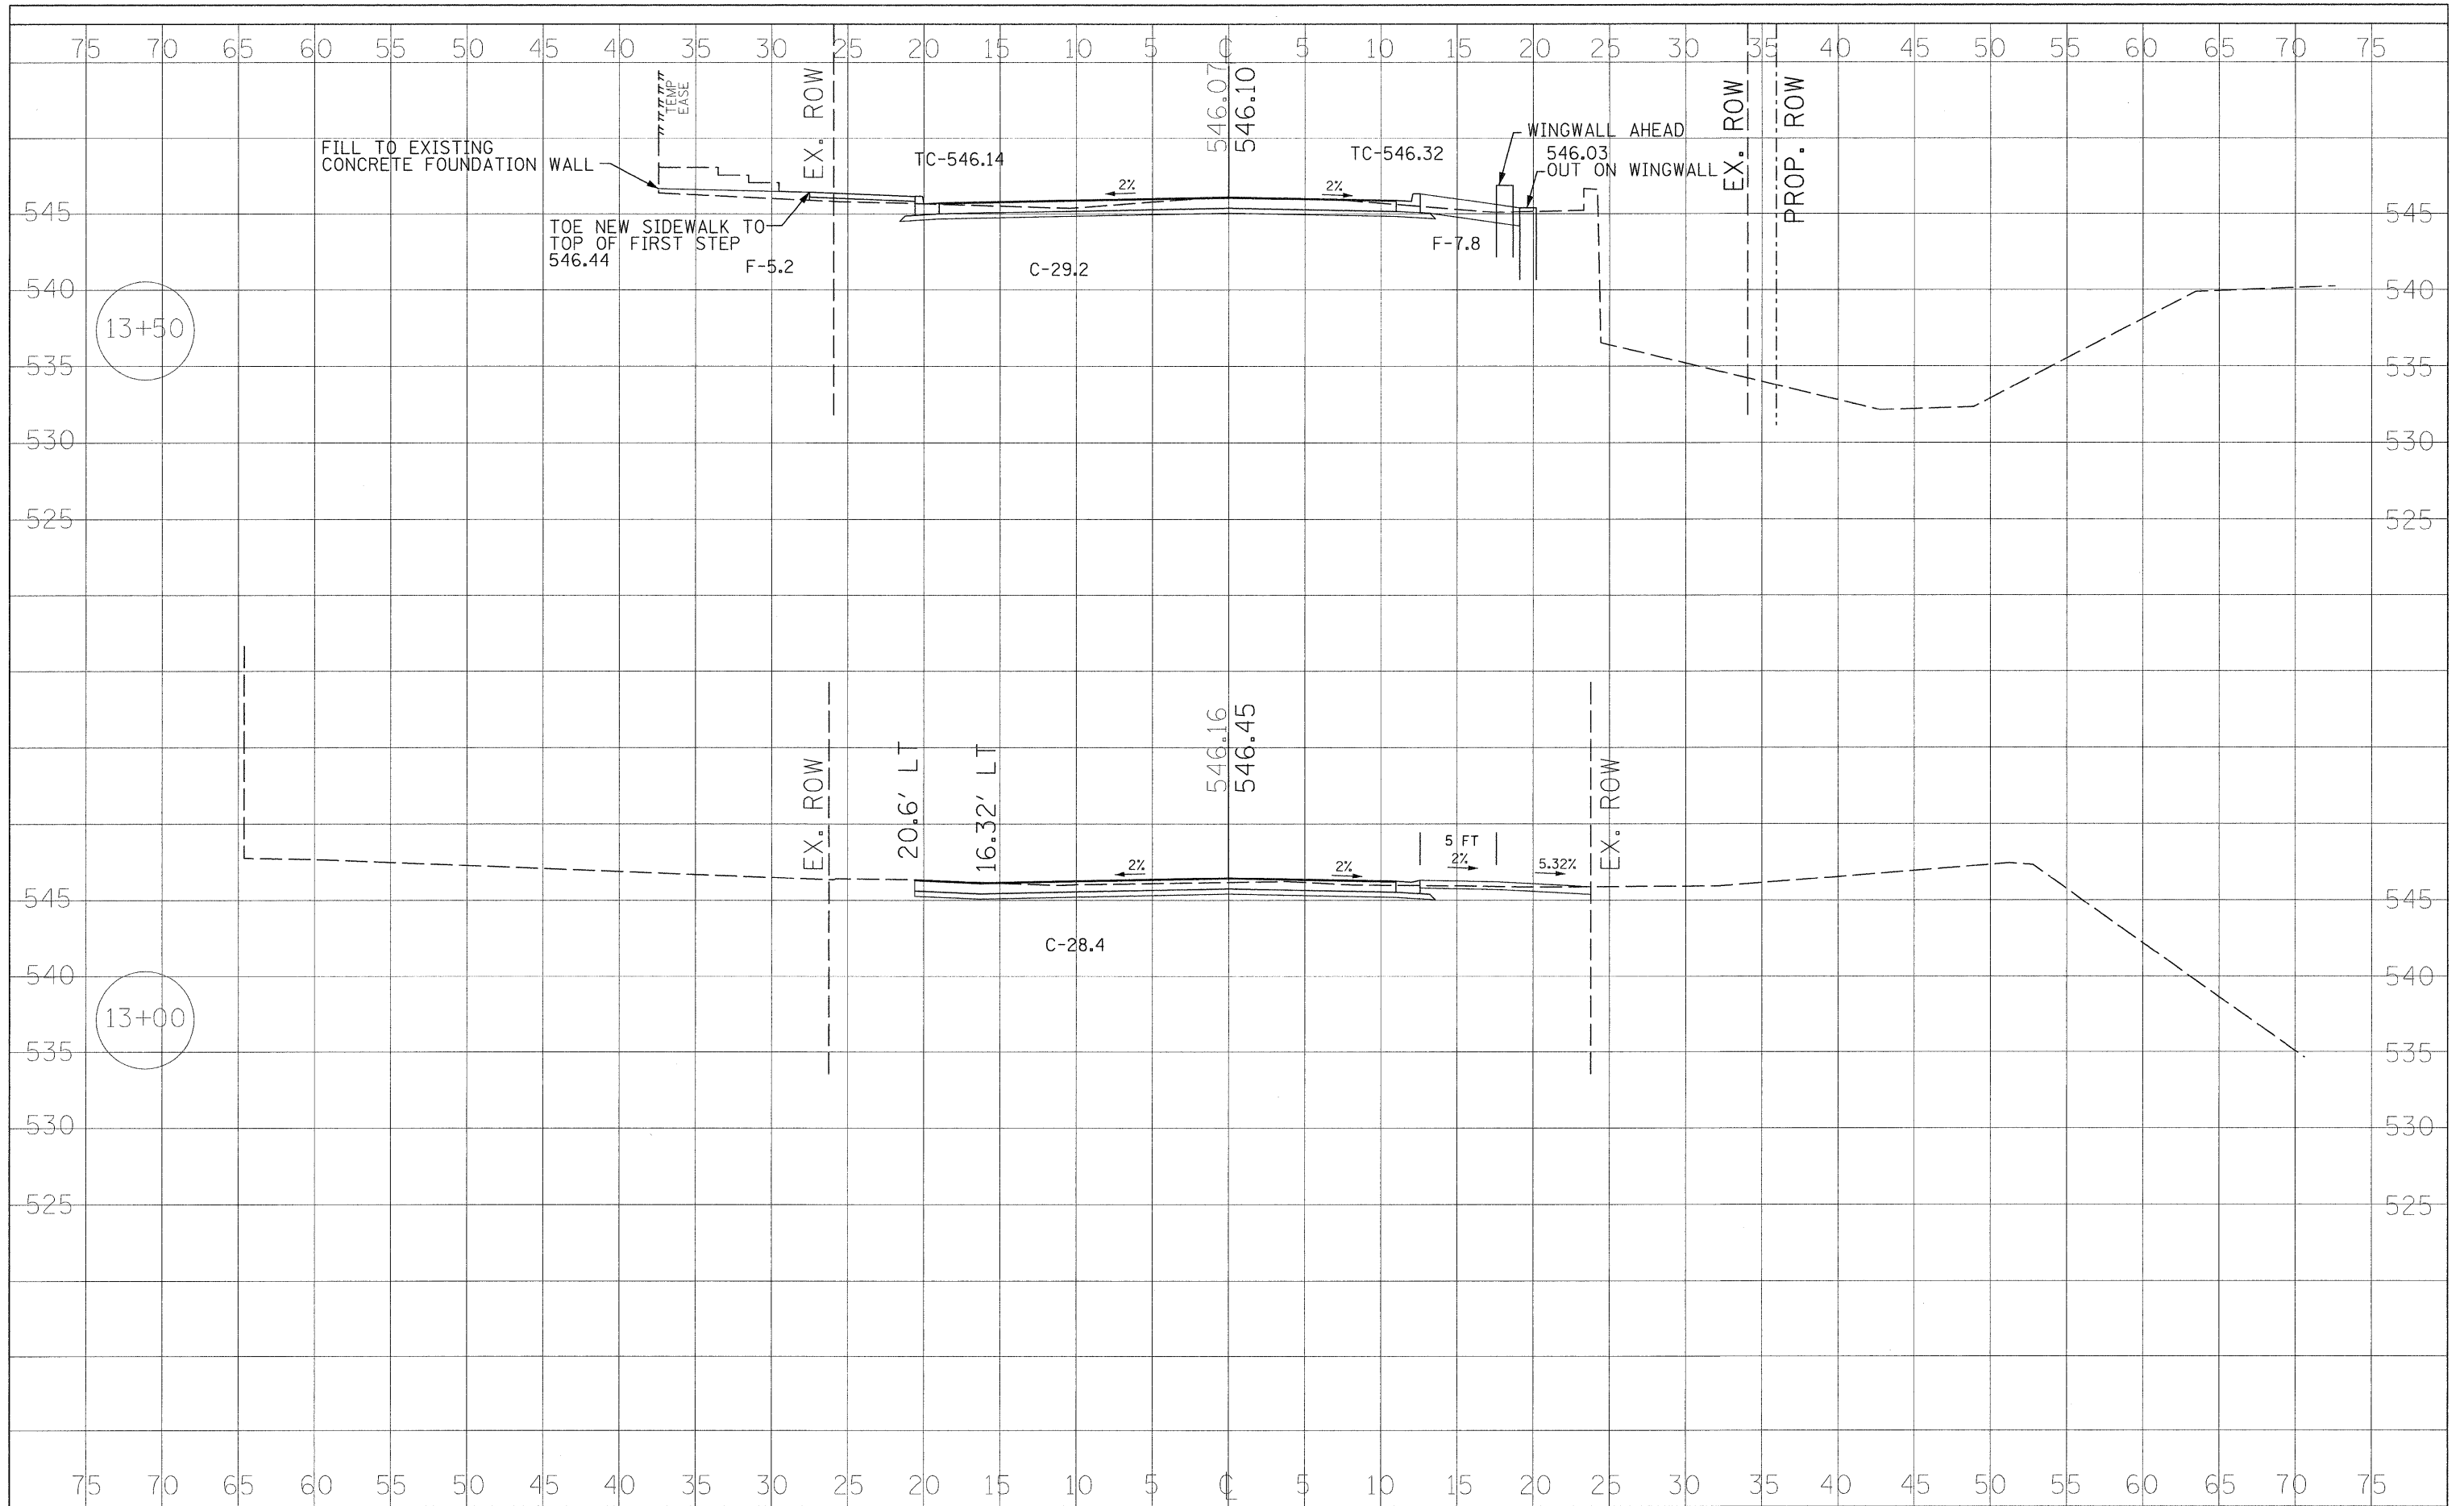 75 70 65 60 55 50 45 40 35 30 25 20 15 10 5 ℄ 5 10 15 20 25 30 35 40 45 50 55 60 65 70 75
TEMP
EASE
EX. ROW
546.07
546.10
EX. ROW
PROP. ROW
FILL TO EXISTING
CONCRETE FOUNDATION WALL
TC-546.14
TC-546.32
WINGWALL AHEAD
546.03
OUT ON WINGWALL
2%
2%
545
545
TOE NEW SIDEWALK TO
TOP OF FIRST STEP
546.44
F-5.2
C-29.2
F-7.8
540
540
13+50
535
535
530
530
525
525
EX. ROW
20.6' LT
16.32' LT
546.16
546.45
EX. ROW
5 FT
2%
2%
2%
5.32%
545
545
C-28.4
540
540
13+00
535
535
530
530
525
525
75 70 65 60 55 50 45 40 35 30 25 20 15 10 5 ℄ 5 10 15 20 25 30 35 40 45 50 55 60 65 70 75